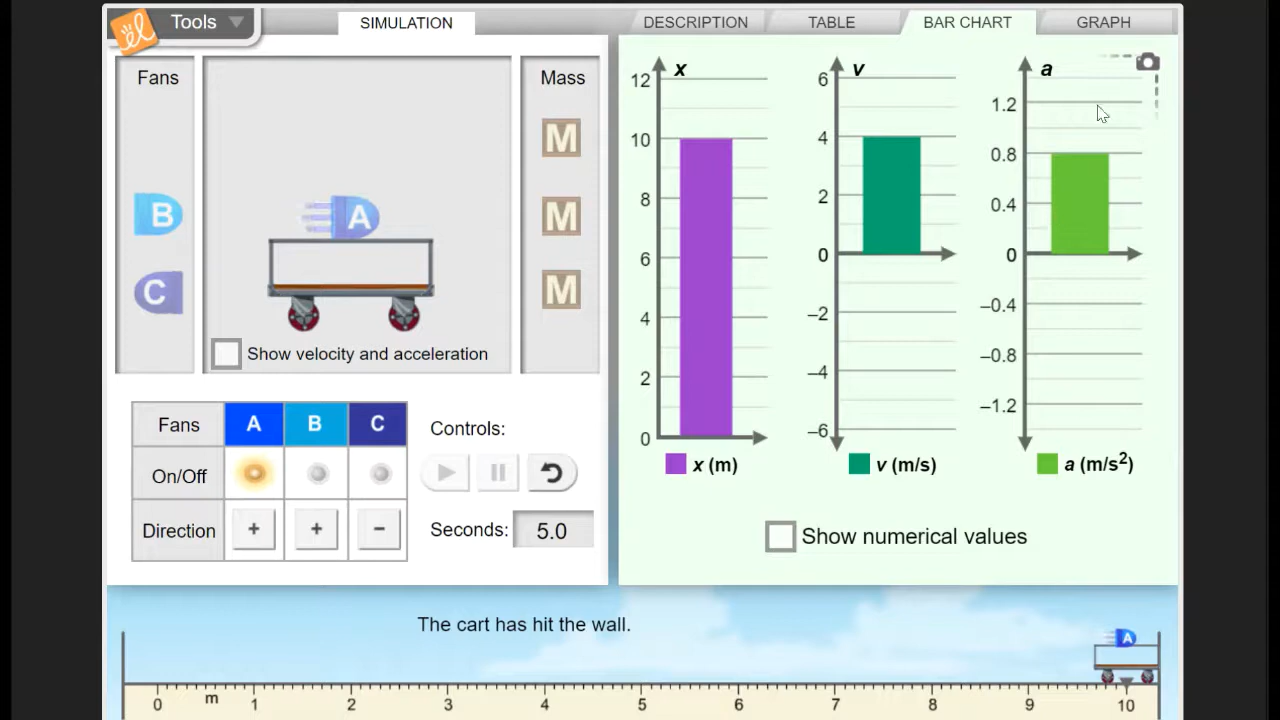 Tools
SIMULATION
DESCRIPTION
TABLE
BAR CHART
GRAPH
Fans
B
C
A
Show velocity and acceleration
Mass
M
M
M
Fans A B C
On/Off
Direction + + −
Controls:
Seconds: 5.0
x
12
10
8
6
4
2
0
x (m)
v
6
4
2
0
−2
−4
−6
v (m/s)
a
1.2
0.8
0.4
0
−0.4
−0.8
−1.2
a (m/s²)
Show numerical values
The cart has hit the wall.
A
0 m 1 2 3 4 5 6 7 8 9 10